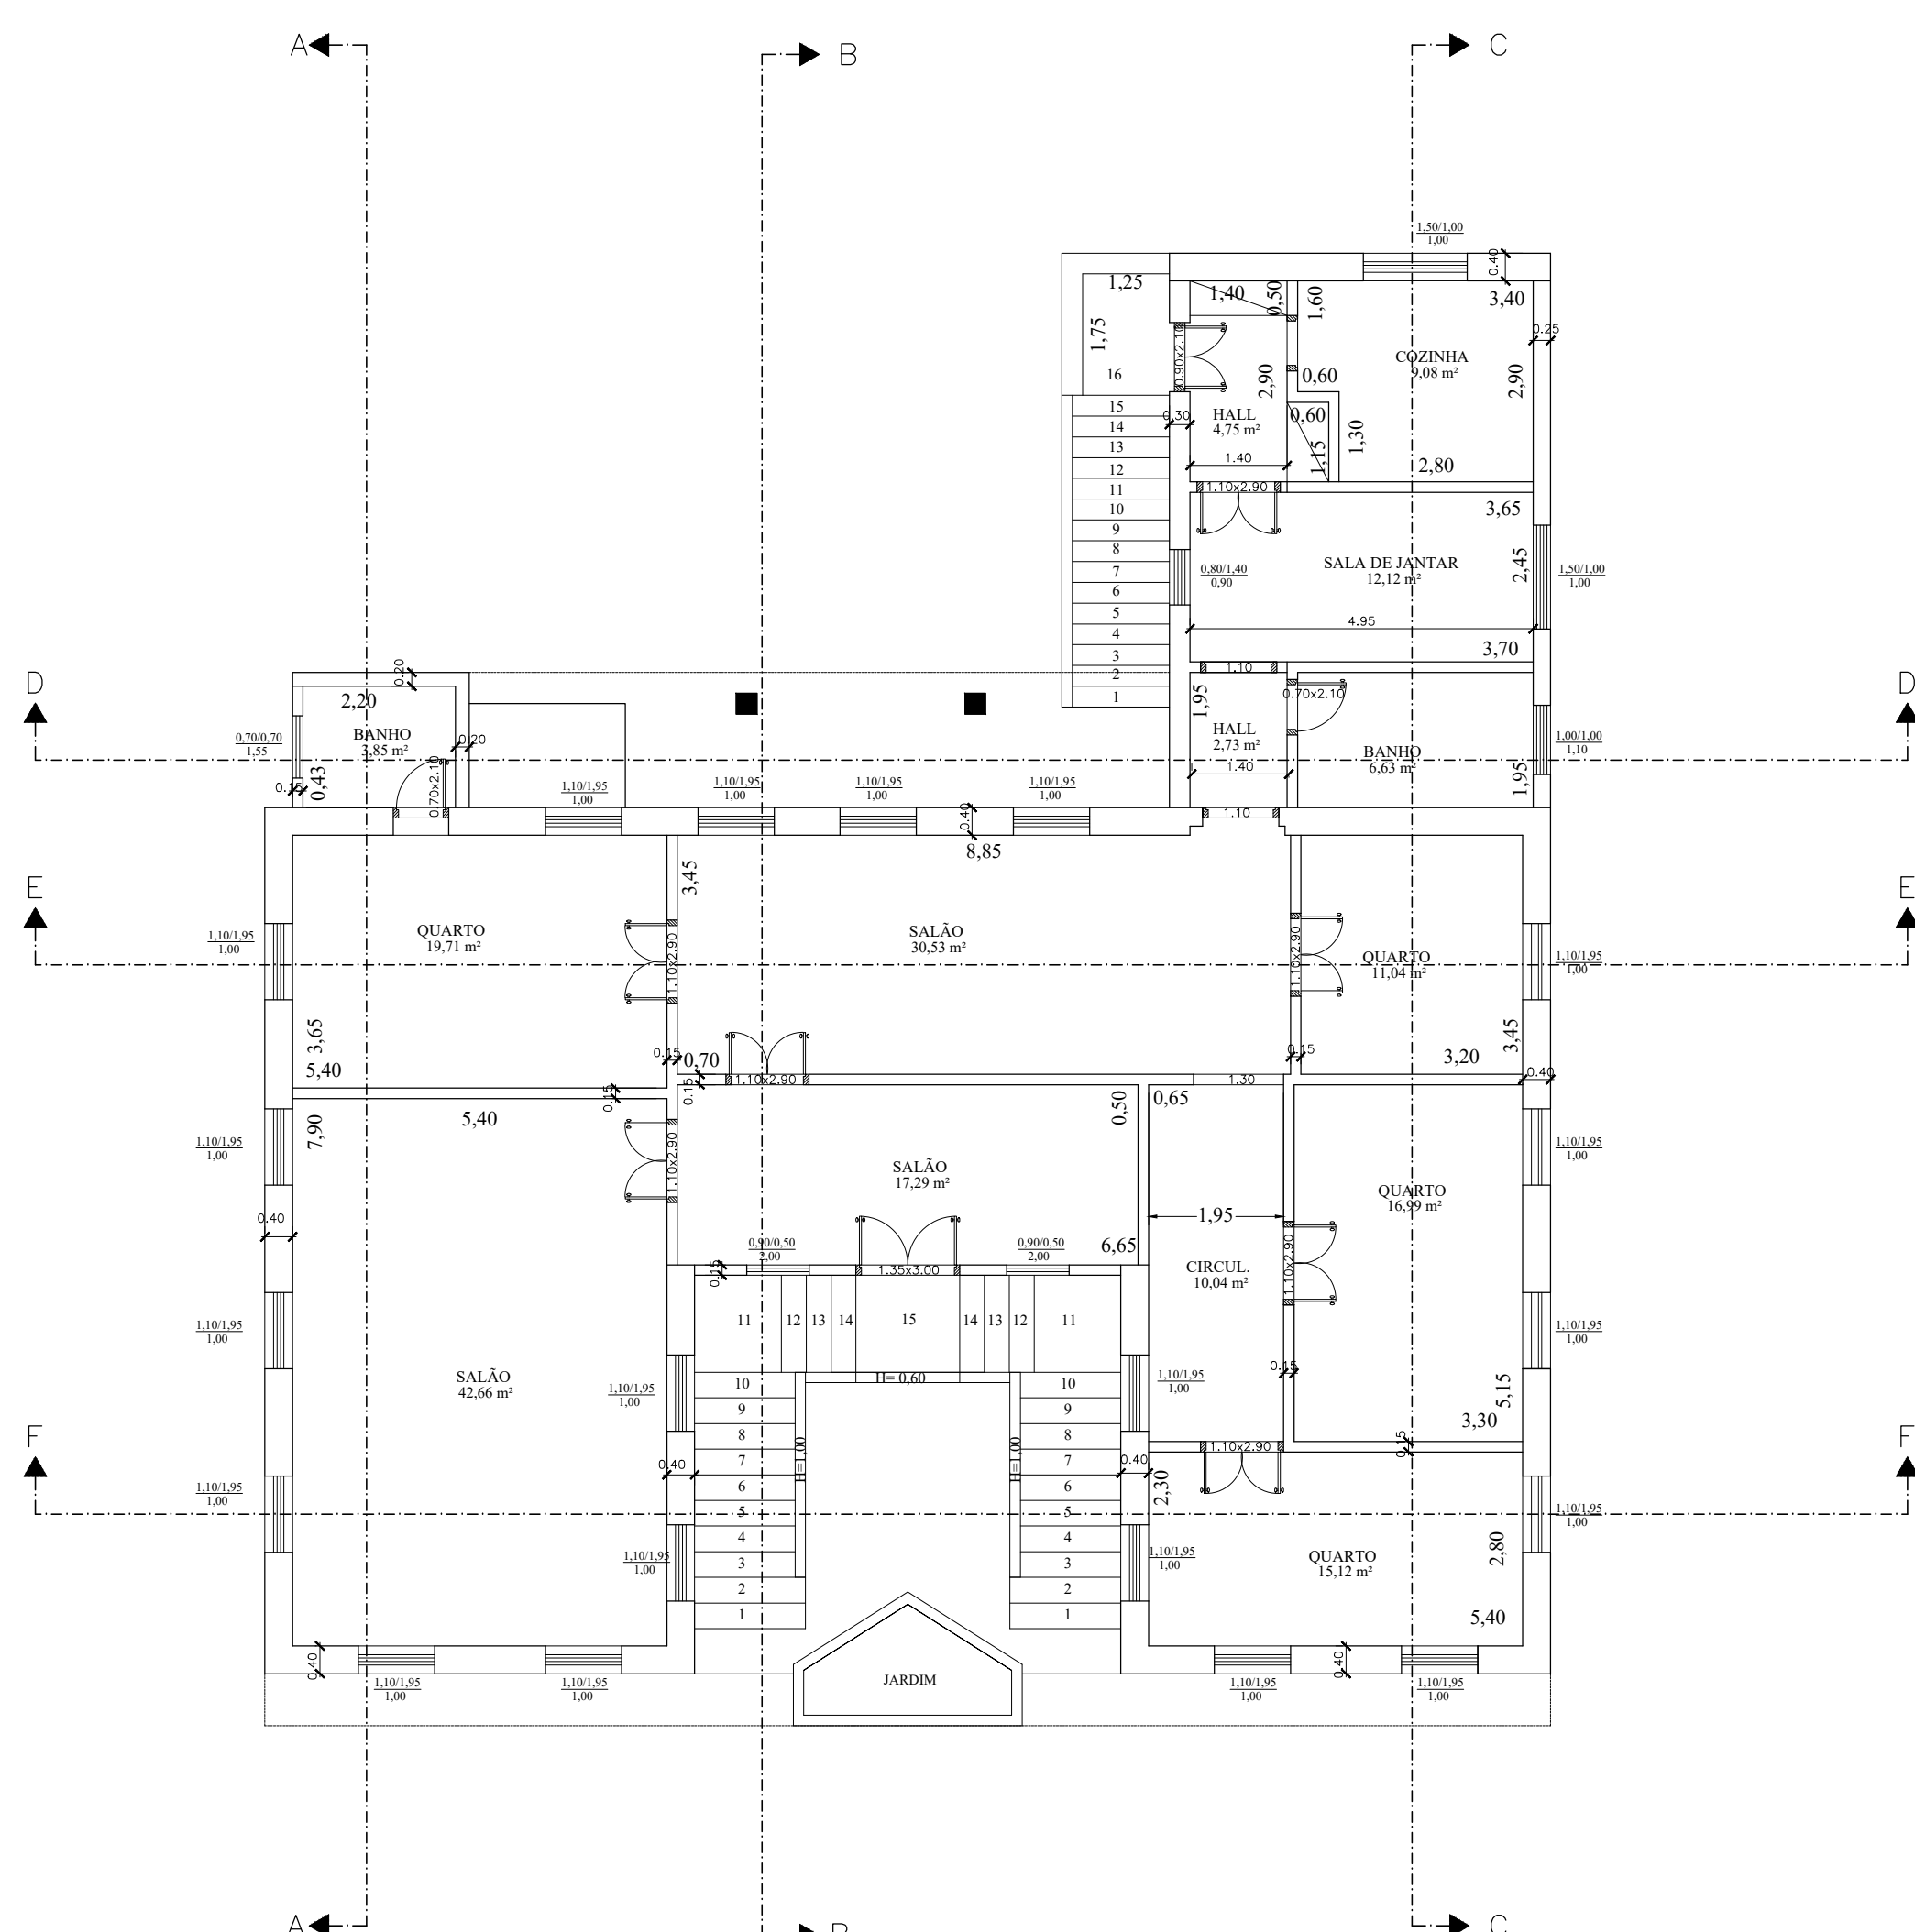 A
B
C
1,50/1,00
1,00
0.40
1,25
1,40
0,50
1,60
3,40
0.25
1,75
0.90x2.10
COZINHA
9,08 m²
16
2,90
0,60
2,90
15
0.30
HALL
4,75 m²
0,60
14
13
1,15
1,30
12
1.40
2,80
11
1.10x2.90
10
3,65
9
8
SALA DE JANTAR
12,12 m²
2,45
7
0,80/1,40
0,90
1,50/1,00
1,00
6
5
4
4.95
3
3,70
2
1.10
1
D
D
0.20
2,20
1,95
0.70x2.10
BANHO
3,85 m²
0.20
0,70/0,70
1,55
HALL
2,73 m²
BANHO
6,63 m²
1,00/1,00
1,10
0.15
0,43
0.70x2.10
1.40
1,95
1,10/1,95
1,00
1,10/1,95
1,00
1,10/1,95
1,00
1,10/1,95
1,00
0.40
1.10
8,85
3,45
E
E
QUARTO
19,71 m²
SALÃO
30,53 m²
1,10/1,95
1,00
1.10x2.90
1.10x2.90
QUARTO
11,04 m²
1,10/1,95
1,00
3,65
5,40
0.15
0,70
0.15
3,20
3,45
0.40
0.15
0.15
1.10x2.90
1.30
7,90
5,40
0,50
0,65
1,10/1,95
1,00
1.10x2.90
1,10/1,95
1,00
SALÃO
17,29 m²
QUARTO
16,99 m²
0.40
1,95
0.15
0,90/0,50
2,00
1.35x3.00
0,90/0,50
2,00
6,65
CIRCUL.
10,04 m²
1.10x2.90
1,10/1,95
1,00
11
12
13
14
15
14
13
12
11
1,10/1,95
1,00
SALÃO
42,66 m²
1,10/1,95
1,00
10
H= 0,60
10
1,10/1,95
1,00
0.15
9
9
8
8
5,15
3,30
F
F
0.40
7
H=1,00
H=1,00
7
0.40
1.10x2.90
0.15
1,10/1,95
1,00
6
6
2,30
5
5
1,10/1,95
1,00
4
4
1,10/1,95
1,00
3
3
1,10/1,95
1,00
QUARTO
15,12 m²
2,80
2
2
1
1
5,40
0.40
0.40
1,10/1,95
1,00
1,10/1,95
1,00
JARDIM
1,10/1,95
1,00
1,10/1,95
1,00
A
B
C